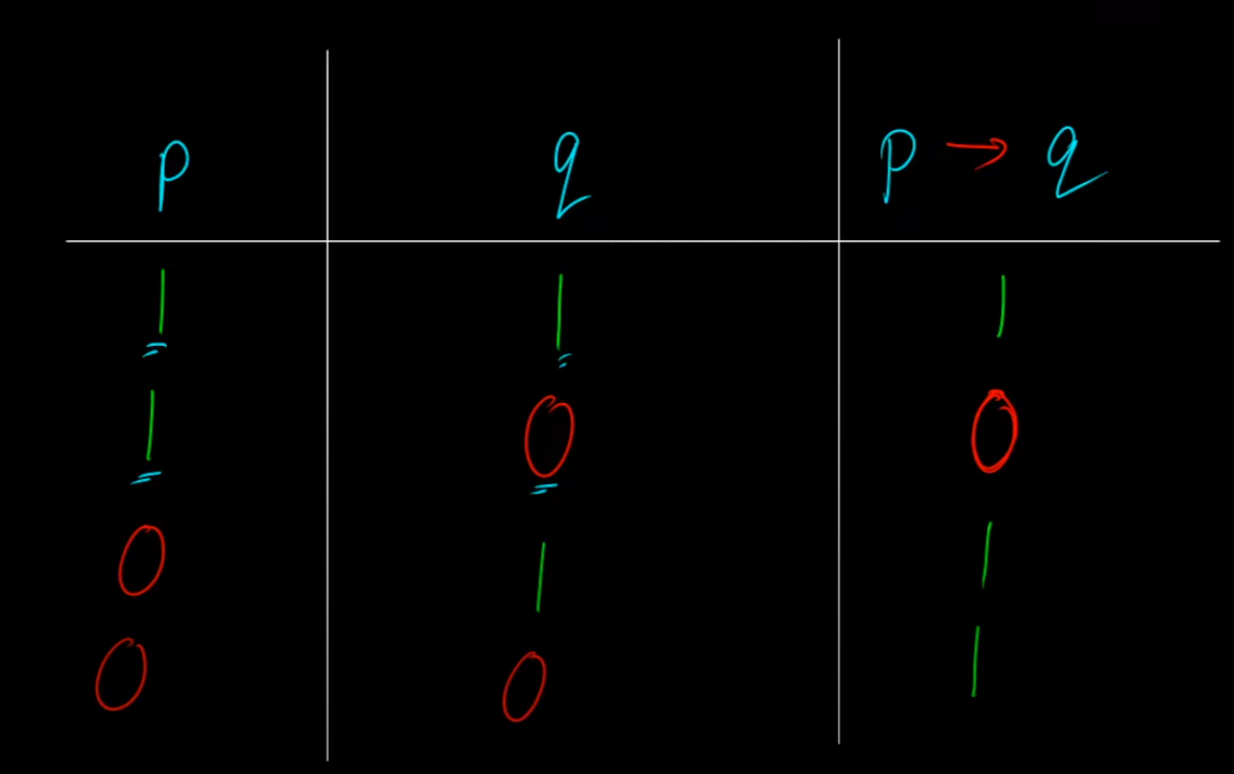 p q p → q
1 1 1
1 0 0
0 1 1
0 0 1